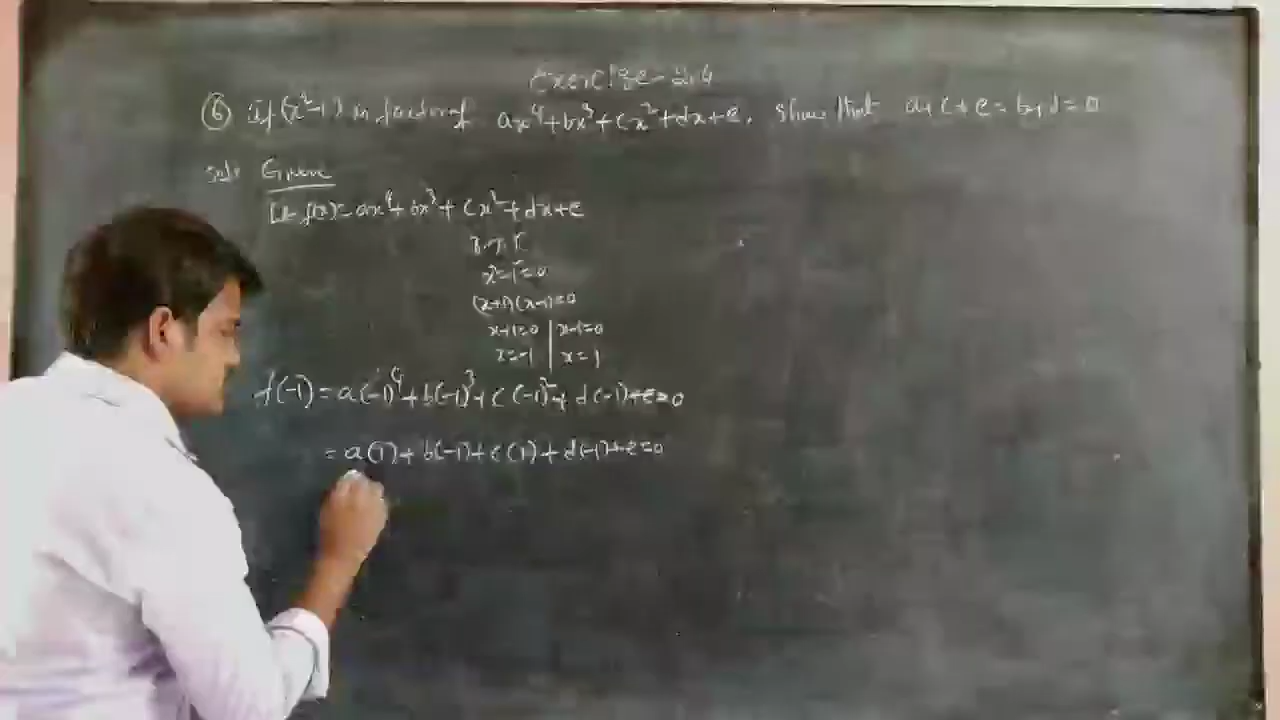 Exercise-2.4
⑥ If (x²-1) is factor of ax⁴+bx³+cx²+dx+e, show that a+c+e=b+d=0
Sol: Given
Let f(x)=ax⁴+bx³+cx²+dx+e
x²-1=0
(x+1)(x-1)=0
x+1=0 | x-1=0
x=-1 | x=1
f(-1)=a(-1)⁴+b(-1)³+c(-1)²+d(-1)+e=0
=a(1)+b(-1)+c(1)+d(-1)+e=0